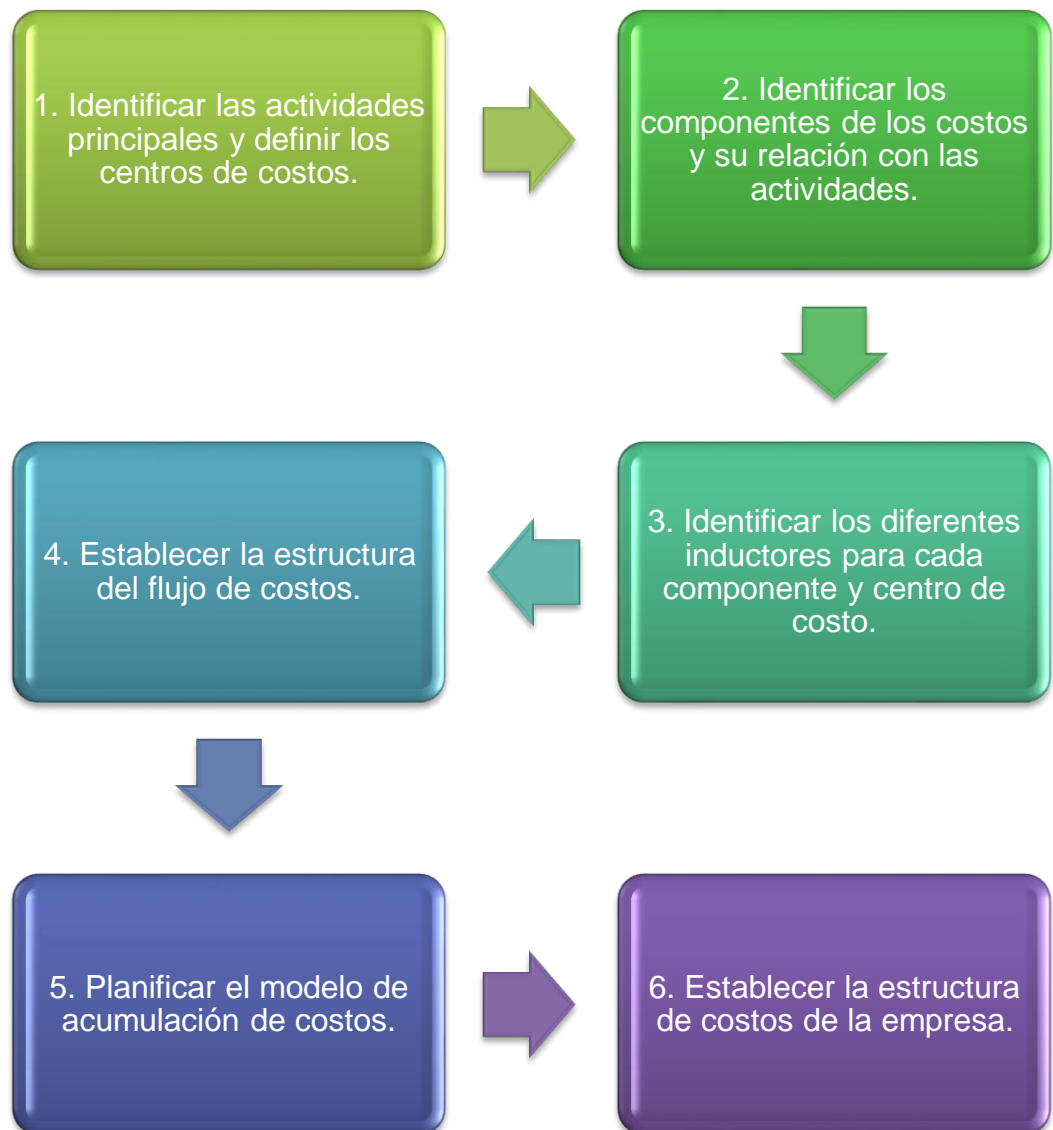 1. Identificar las actividades
principales y definir los
centros de costos.
2. Identificar los
componentes de los costos
y su relación con las
actividades.
3. Identificar los diferentes
inductores para cada
componente y centro de
costo.
4. Establecer la estructura
del flujo de costos.
5. Planificar el modelo de
acumulación de costos.
6. Establecer la estructura
de costos de la empresa.